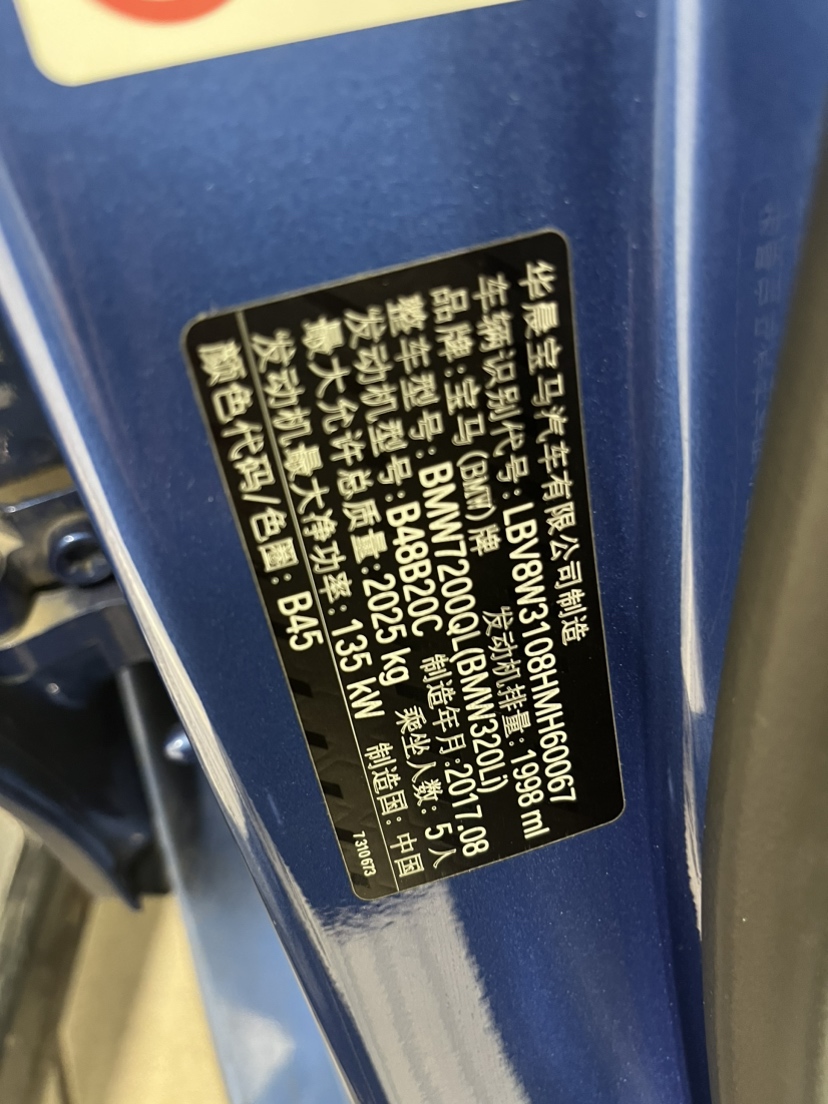 华晨宝马汽车有限公司制造
车辆识别代号：LBV8W3108HMH60067
品牌：宝马(BMW)牌 发动机排量：1998 ml
整车型号：BMW7200QL(BMW320Li)
发动机型号：B48B20C 制造年月：2017.08
最大允许总质量：2025 kg 乘坐人数：5人
发动机最大净功率：135 kW 制造国：中国
颜色代码/色圈：B45
7310673